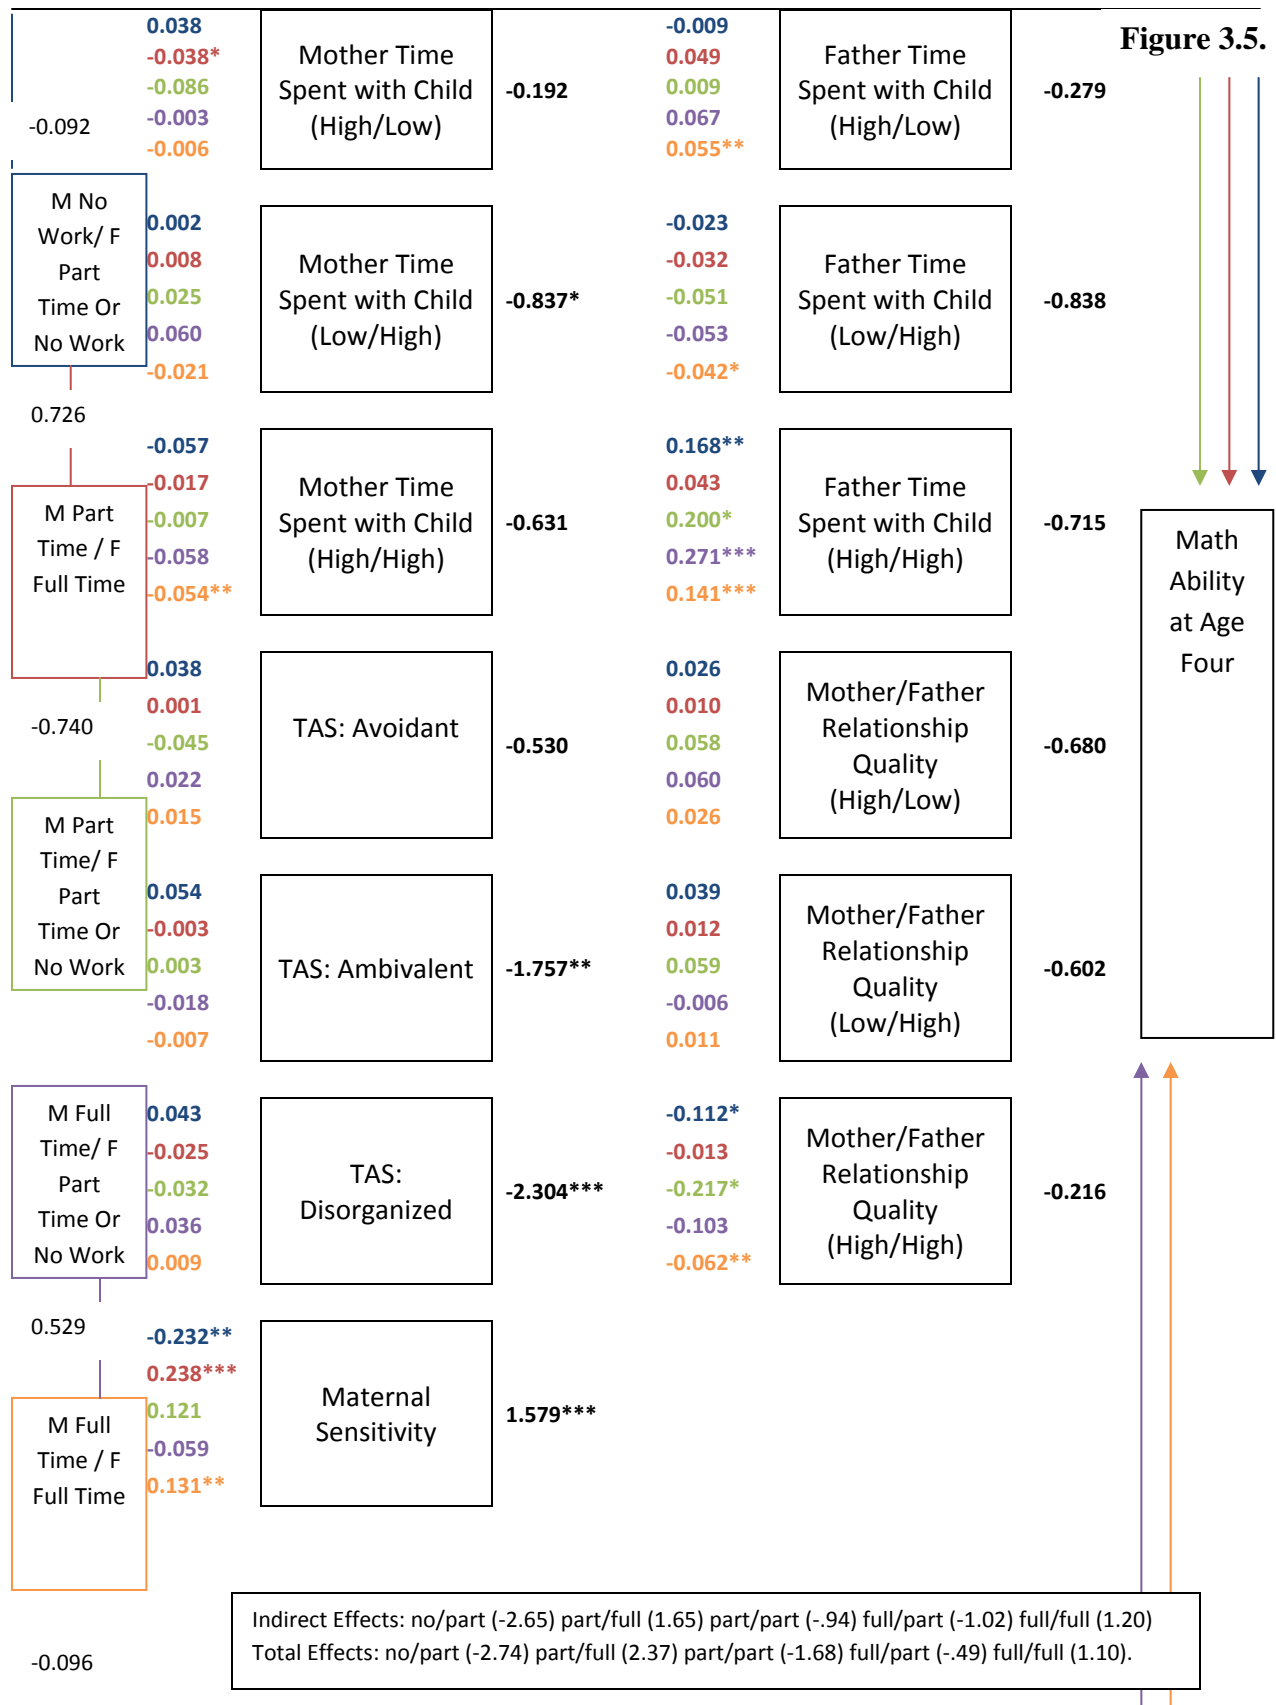 Figure 3.5.
-0.092
M No
Work/ F
Part
Time Or
No Work
0.726
M Part
Time / F
Full Time
-0.740
M Part
Time/ F
Part
Time Or
No Work
M Full
Time/ F
Part
Time Or
No Work
0.529
M Full
Time / F
Full Time
-0.096
0.038
-0.038*
-0.086
-0.003
-0.006
Mother Time
Spent with Child
(High/Low)
-0.192
-0.009
0.049
0.009
0.067
0.055**
Father Time
Spent with Child
(High/Low)
-0.279
0.002
0.008
0.025
0.060
-0.021
Mother Time
Spent with Child
(Low/High)
-0.837*
-0.023
-0.032
-0.051
-0.053
-0.042*
Father Time
Spent with Child
(Low/High)
-0.838
-0.057
-0.017
-0.007
-0.058
-0.054**
Mother Time
Spent with Child
(High/High)
-0.631
0.168**
0.043
0.200*
0.271***
0.141***
Father Time
Spent with Child
(High/High)
-0.715
0.038
0.001
-0.045
0.022
0.015
TAS: Avoidant
-0.530
0.026
0.010
0.058
0.060
0.026
Mother/Father
Relationship
Quality
(High/Low)
-0.680
0.054
-0.003
0.003
-0.018
-0.007
TAS: Ambivalent
-1.757**
0.039
0.012
0.059
-0.006
0.011
Mother/Father
Relationship
Quality
(Low/High)
-0.602
0.043
-0.025
-0.032
0.036
0.009
TAS:
Disorganized
-2.304***
-0.112*
-0.013
-0.217*
-0.103
-0.062**
Mother/Father
Relationship
Quality
(High/High)
-0.216
-0.232**
0.238***
0.121
-0.059
0.131**
Maternal
Sensitivity
1.579***
Math
Ability
at Age
Four
Indirect Effects: no/part (-2.65) part/full (1.65) part/part (-.94) full/part (-1.02) full/full (1.20)
Total Effects: no/part (-2.74) part/full (2.37) part/part (-1.68) full/part (-.49) full/full (1.10).